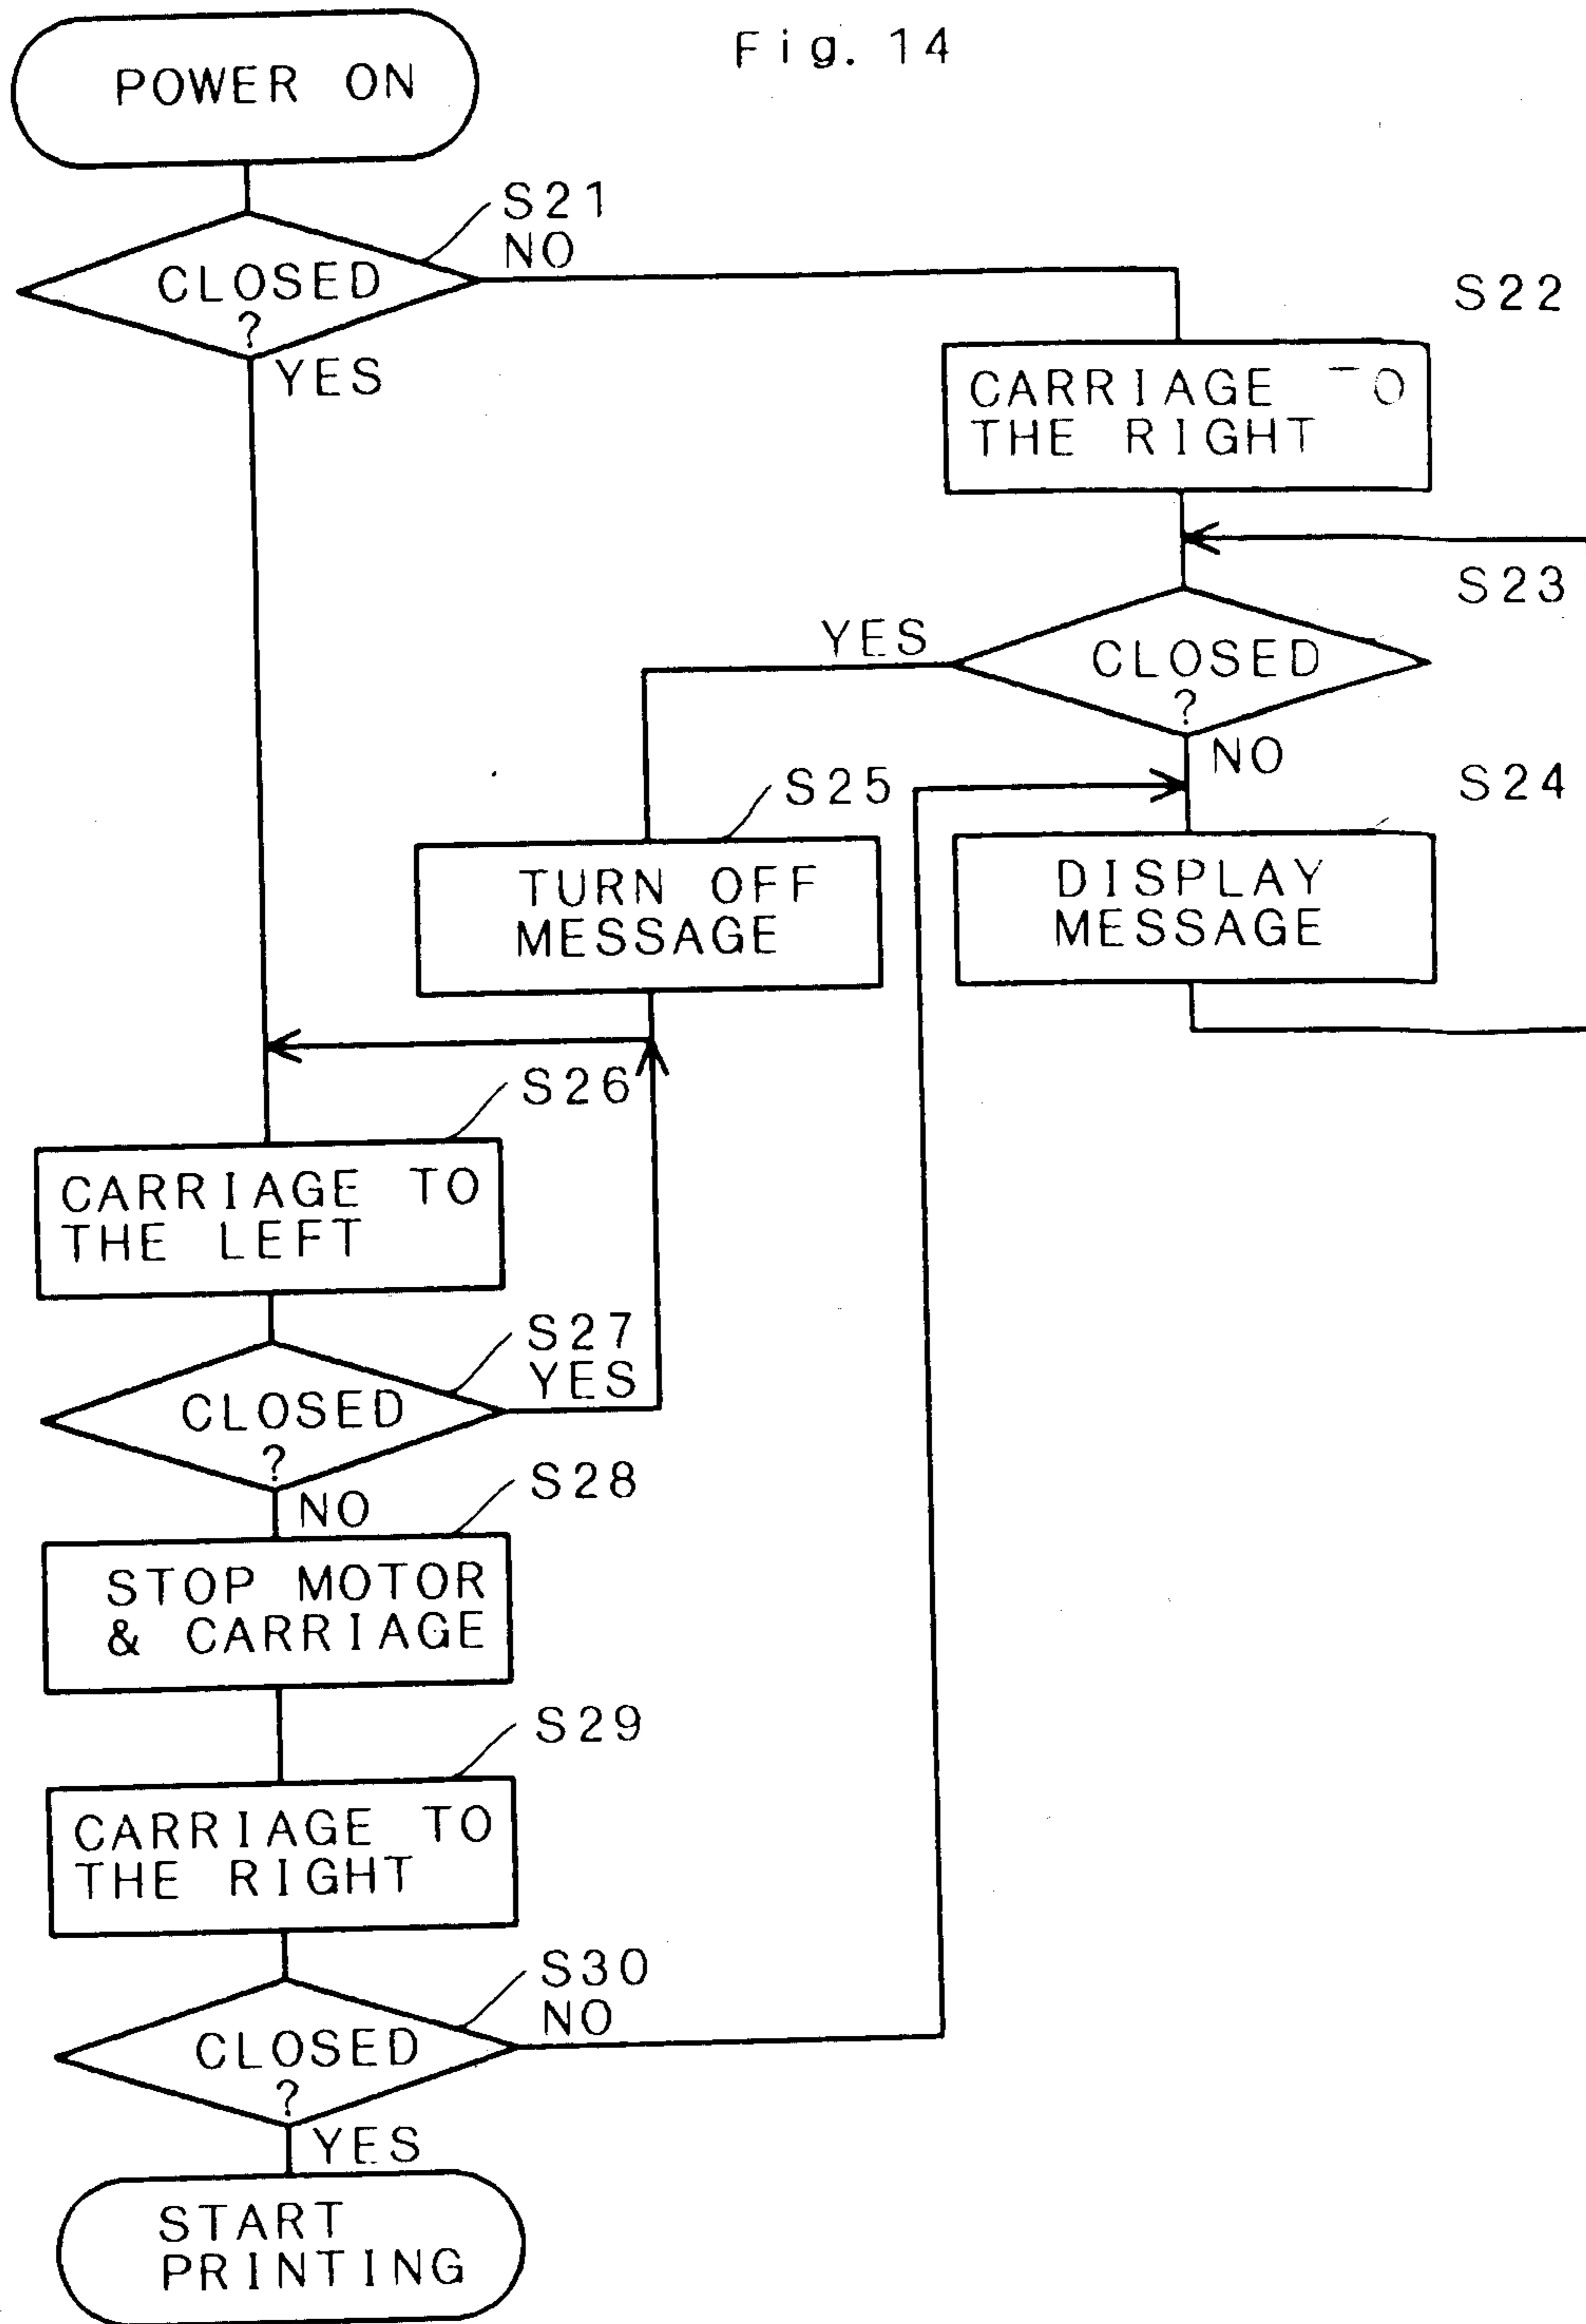 Fig. 14
POWER ON
S21
NO
CLOSED
?
YES
S22
CARRIAGE TO
THE RIGHT
S23
YES
CLOSED
?
NO
S24
S25
TURN OFF
MESSAGE
DISPLAY
MESSAGE
S26
CARRIAGE TO
THE LEFT
S27
YES
CLOSED
?
NO
S28
STOP MOTOR
& CARRIAGE
S29
CARRIAGE TO
THE RIGHT
S30
NO
CLOSED
?
YES
START
PRINTING